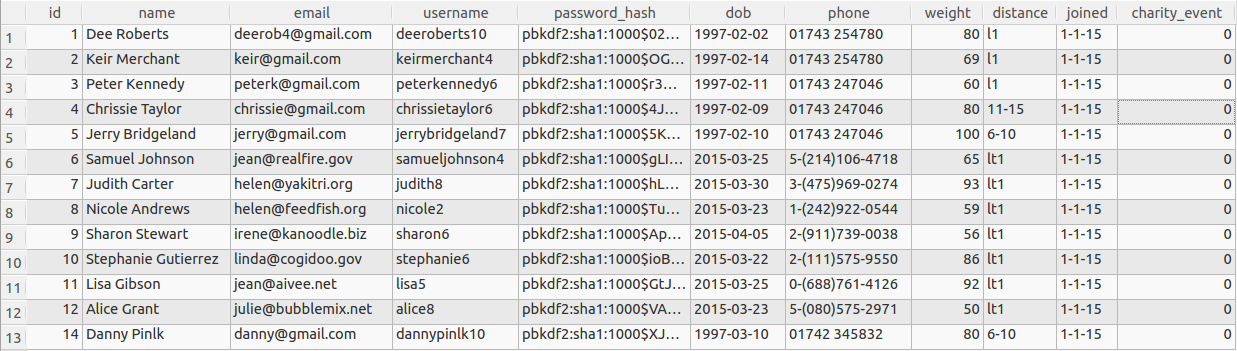 id name email username password_hash dob phone weight distance joined charity_event
1 1 Dee Roberts deerob4@gmail.com deeroberts10 pbkdf2:sha1:1000$02... 1997-02-02 01743 254780 80 l1 1-1-15 0
2 2 Keir Merchant keir@gmail.com keirmerchant4 pbkdf2:sha1:1000$OG... 1997-02-14 01743 254780 69 l1 1-1-15 0
3 3 Peter Kennedy peterk@gmail.com peterkennedy6 pbkdf2:sha1:1000$r3... 1997-02-11 01743 247046 60 l1 1-1-15 0
4 4 Chrissie Taylor chrissie@gmail.com chrissietaylor6 pbkdf2:sha1:1000$4J... 1997-02-09 01743 247046 80 11-15 1-1-15 0
5 5 Jerry Bridgeland jerry@gmail.com jerrybridgeland7 pbkdf2:sha1:1000$5K... 1997-02-10 01743 247046 100 6-10 1-1-15 0
6 6 Samuel Johnson jean@realfire.gov samueljohnson4 pbkdf2:sha1:1000$gLI... 2015-03-25 5-(214)106-4718 65 lt1 1-1-15 0
7 7 Judith Carter helen@yakitri.org judith8 pbkdf2:sha1:1000$hL... 2015-03-30 3-(475)969-0274 93 lt1 1-1-15 0
8 8 Nicole Andrews helen@feedfish.org nicole2 pbkdf2:sha1:1000$Tu... 2015-03-23 1-(242)922-0544 59 lt1 1-1-15 0
9 9 Sharon Stewart irene@kanoodle.biz sharon6 pbkdf2:sha1:1000$Ap... 2015-04-05 2-(911)739-0038 56 lt1 1-1-15 0
10 10 Stephanie Gutierrez linda@cogidoo.gov stephanie6 pbkdf2:sha1:1000$ioB... 2015-03-22 2-(111)575-9550 86 lt1 1-1-15 0
11 11 Lisa Gibson jean@aivee.net lisa5 pbkdf2:sha1:1000$GtJ... 2015-03-25 0-(688)761-4126 92 lt1 1-1-15 0
12 12 Alice Grant julie@bubblemix.net alice8 pbkdf2:sha1:1000$VA... 2015-03-23 5-(080)575-2971 50 lt1 1-1-15 0
13 14 Danny Pinlk danny@gmail.com dannypinlk10 pbkdf2:sha1:1000$XJ... 1997-03-10 01742 345832 80 6-10 1-1-15 0